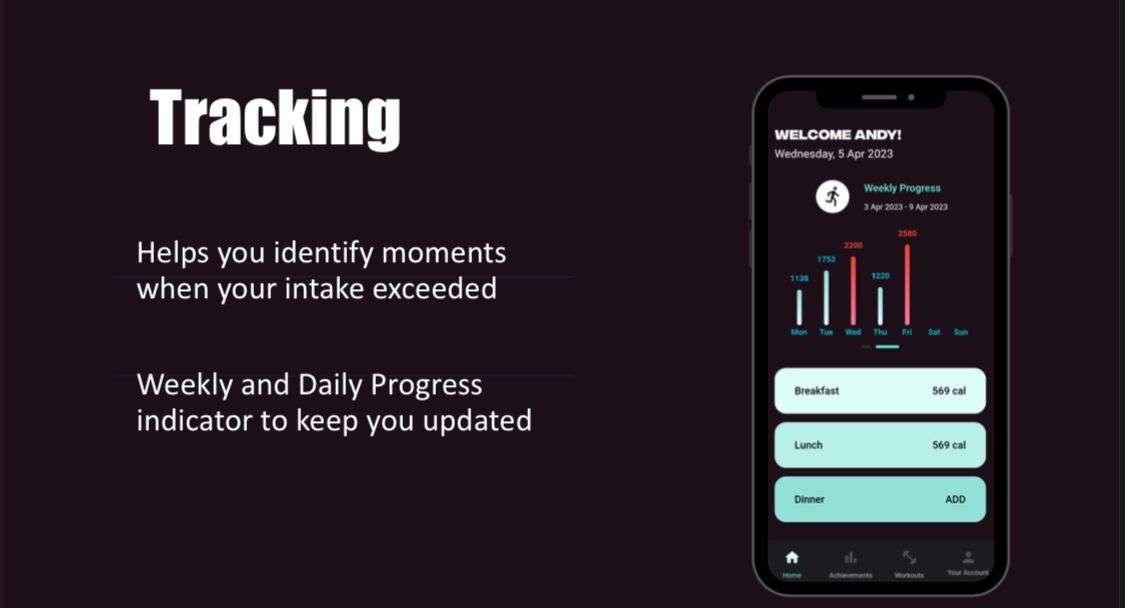 Tracking
Helps you identify moments
when your intake exceeded
Weekly and Daily Progress
indicator to keep you updated
WELCOME ANDY!
Wednesday, 5 Apr 2023
Weekly Progress
3 Apr 2023 - 9 Apr 2023
1138 1753 2200 1220 2580
Mon Tue Wed Thu Fri Sat Sun
Breakfast 569 cal
Lunch 569 cal
Dinner ADD
Home Achievements Workouts Your Account